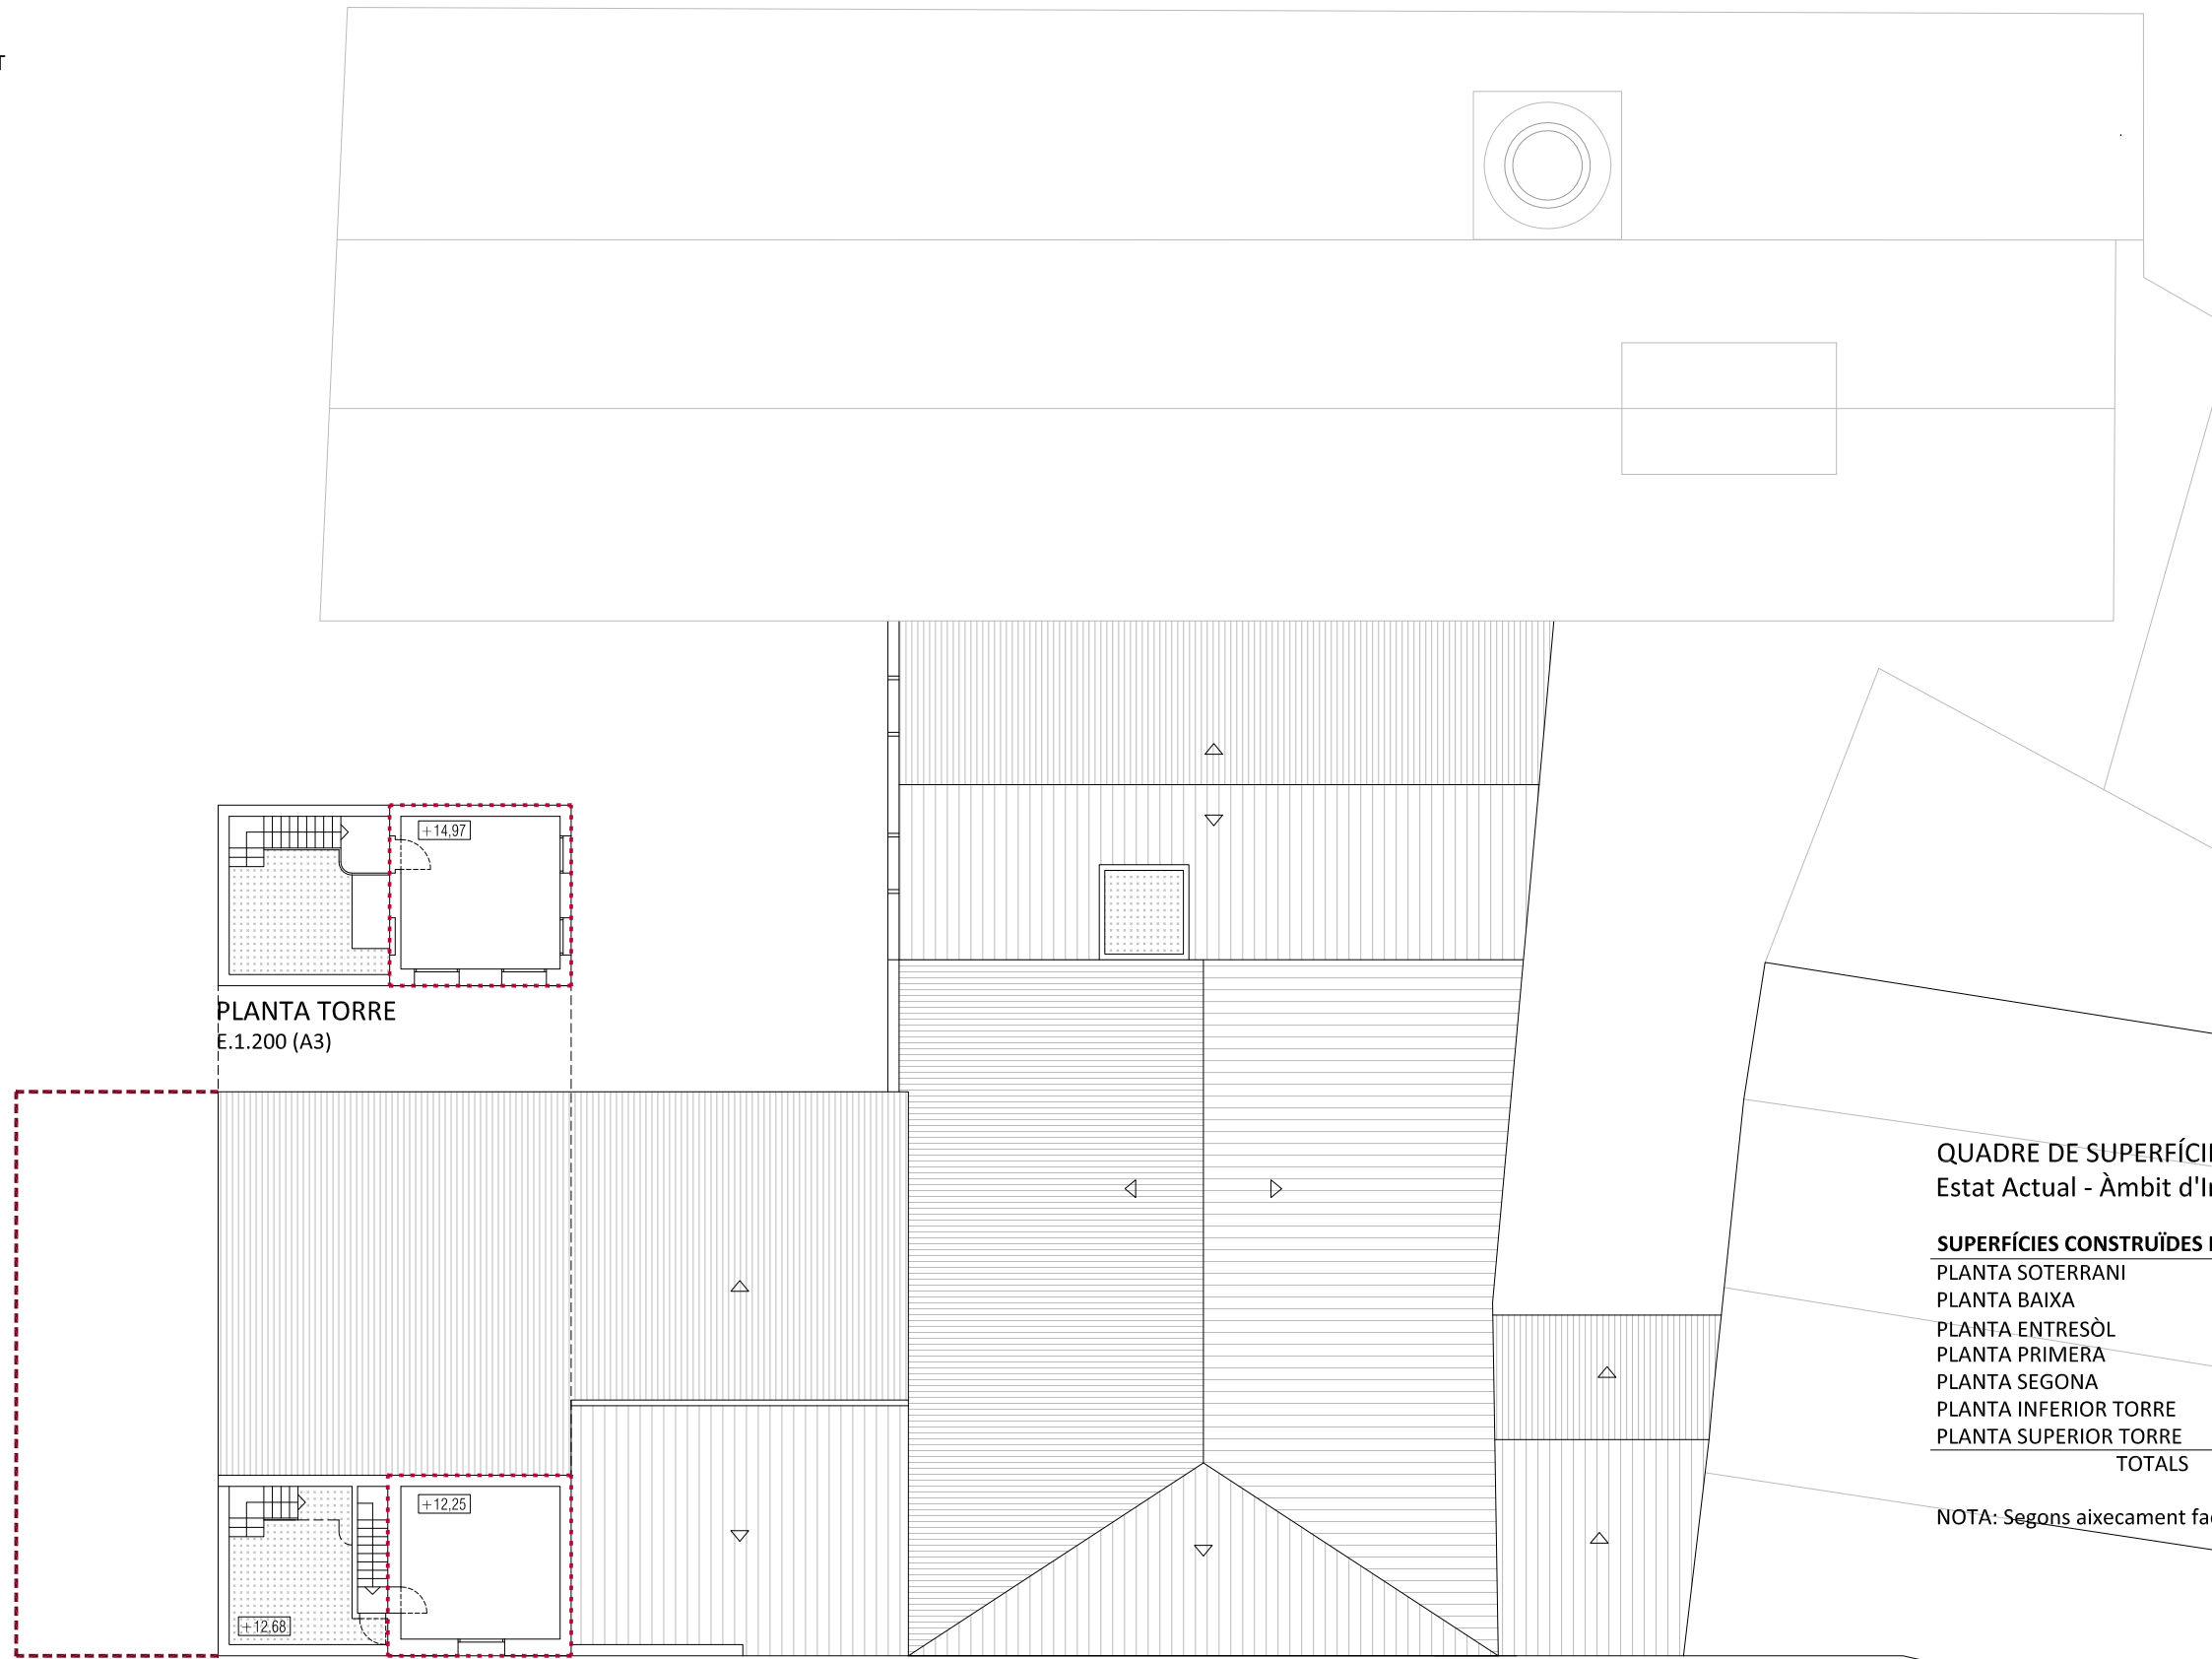 T
+14,97
PLANTA TORRE
E.1.200 (A3)
QUADRE DE SUPERFÍCI
Estat Actual - Àmbit d'I
SUPERFÍCIES CONSTRUÏDES
PLANTA SOTERRANI
PLANTA BAIXA
PLANTA ENTRESÒL
PLANTA PRIMERA
PLANTA SEGONA
PLANTA INFERIOR TORRE
PLANTA SUPERIOR TORRE
TOTALS
+12,25
NOTA: Segons aixecament fa
+12,68